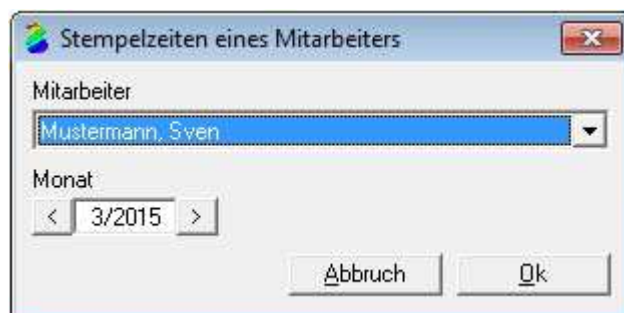 Stempelzeiten eines Mitarbeiters
Mitarbeiter
Mustermann, Sven
Monat
< 3/2015 >
Abbruch Ok